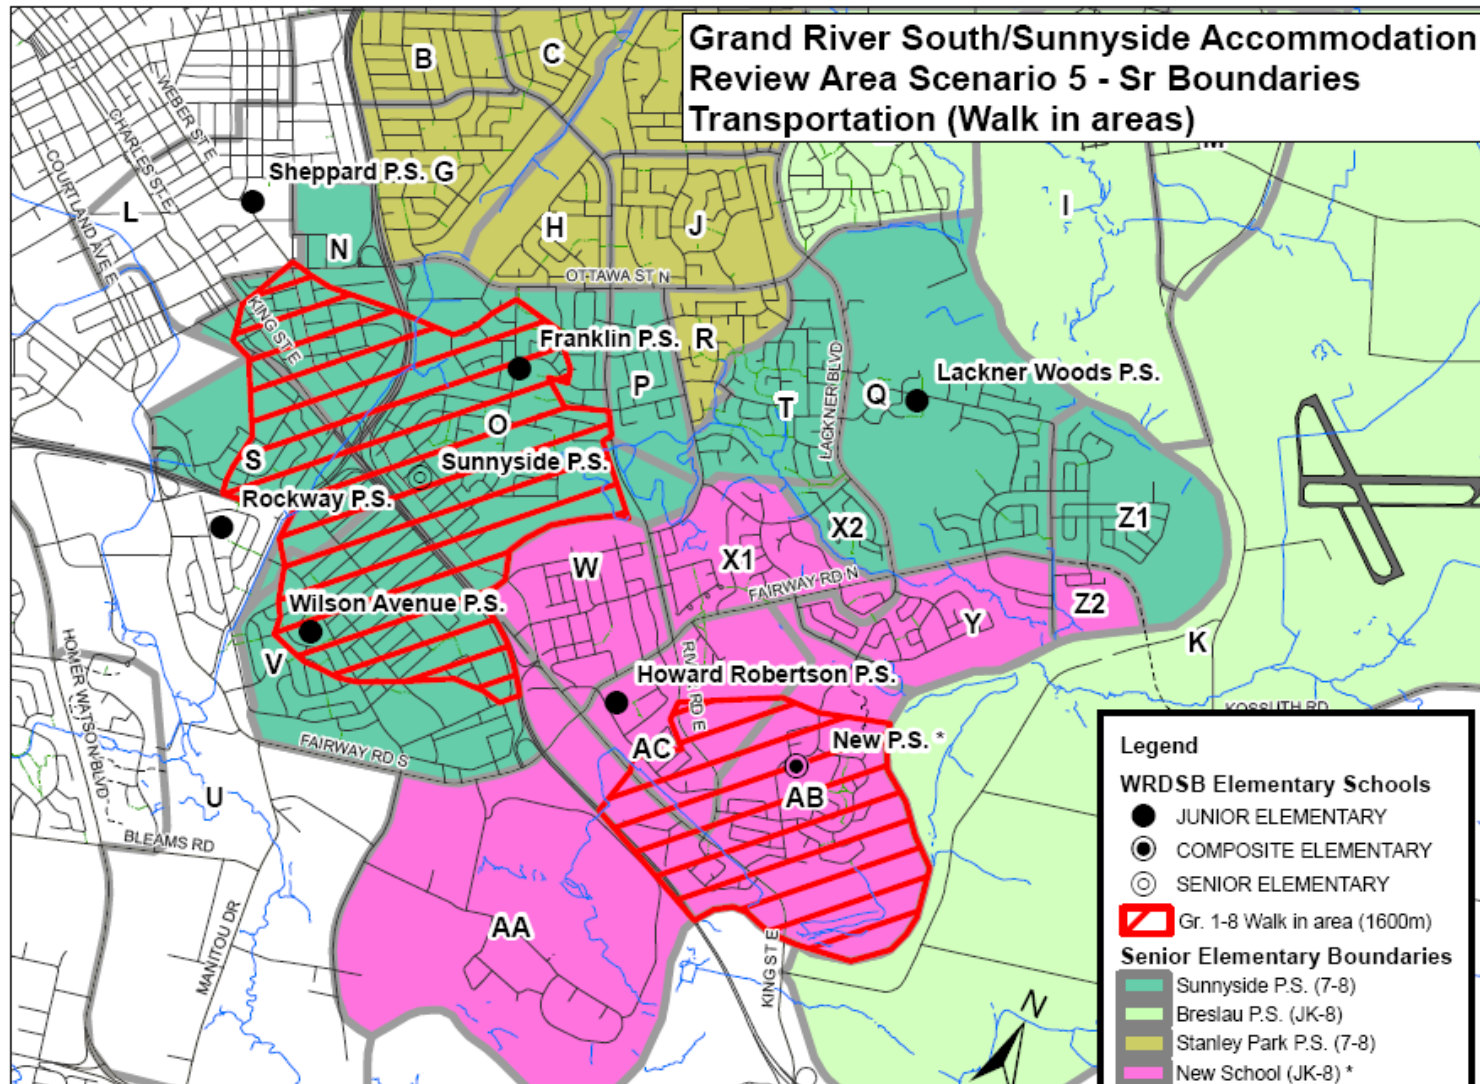 Grand River South/Sunnyside Accommodation
Review Area Scenario 5 - Sr Boundaries
Transportation (Walk in areas)
B
C
WEBER ST E
CHARLES ST E
COURTLAND AVE E
Sheppard P.S.
G
L
N
H
J
I
OTTAWA ST N
KING ST E
Franklin P.S.
R
P
T
LACKNER BLVD
Q
Lackner Woods P.S.
O
S
Sunnyside P.S.
Rockway P.S.
X2
Z1
W
X1
FAIRWAY RD N
Wilson Avenue P.S.
Z2
Y
K
V
HOMER WATSON BLVD
Howard Robertson P.S.
KOSSUTH RD
FAIRWAY RD S
AC
New P.S. *
AB
U
BLEAMS RD
MANITOU DR
AA
KING ST E
N
Legend
WRDSB Elementary Schools
JUNIOR ELEMENTARY
COMPOSITE ELEMENTARY
SENIOR ELEMENTARY
Gr. 1-8 Walk in area (1600m)
Senior Elementary Boundaries
Sunnyside P.S. (7-8)
Breslau P.S. (JK-8)
Stanley Park P.S. (7-8)
New School (JK-8) *